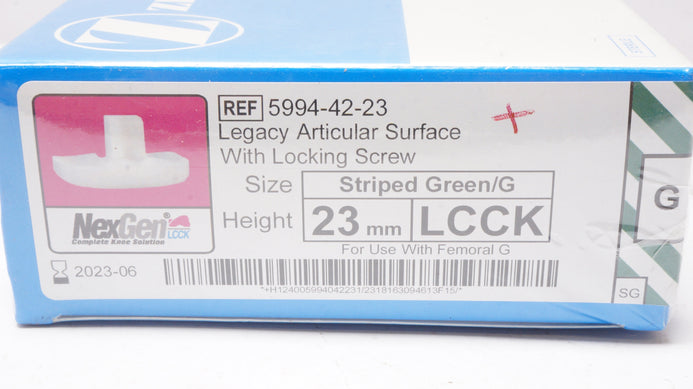 REF 5994-42-23
Legacy Articular Surface
With Locking Screw
Size Striped Green/G
Height 23 mm LCCK
For Use With Femoral G
NexGen®
LCCK
Complete Knee Solution
2023-06
*+H124005994042231/2318163094613F15/*
G
SG